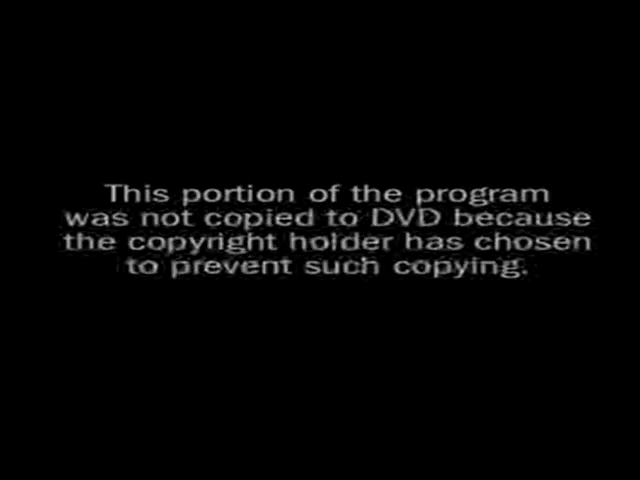 This portion of the program
was not copied to DVD because
the copyright holder has chosen
to prevent such copying.